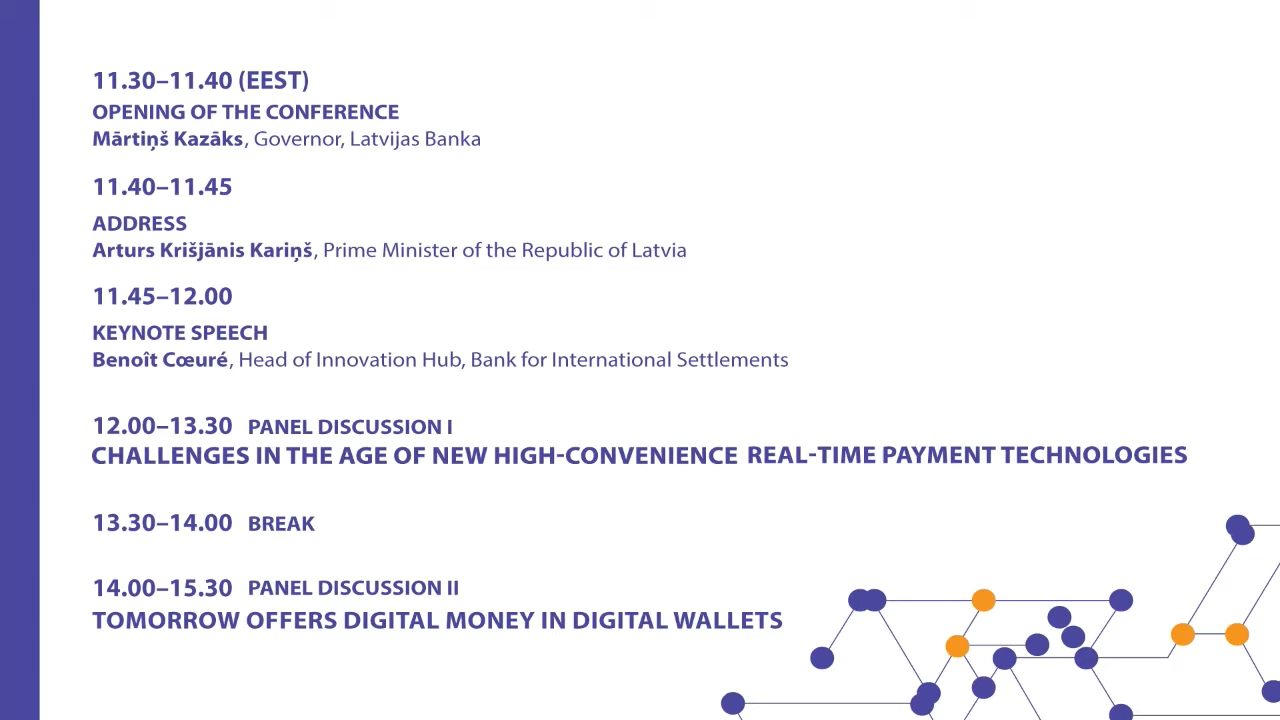 11.30–11.40 (EEST)
OPENING OF THE CONFERENCE
Mārtiņš Kazāks, Governor, Latvijas Banka
11.40–11.45
ADDRESS
Arturs Krišjānis Kariņš, Prime Minister of the Republic of Latvia
11.45–12.00
KEYNOTE SPEECH
Benoît Cœuré, Head of Innovation Hub, Bank for International Settlements
12.00–13.30 PANEL DISCUSSION I
CHALLENGES IN THE AGE OF NEW HIGH-CONVENIENCE REAL-TIME PAYMENT TECHNOLOGIES
13.30–14.00 BREAK
14.00–15.30 PANEL DISCUSSION II
TOMORROW OFFERS DIGITAL MONEY IN DIGITAL WALLETS